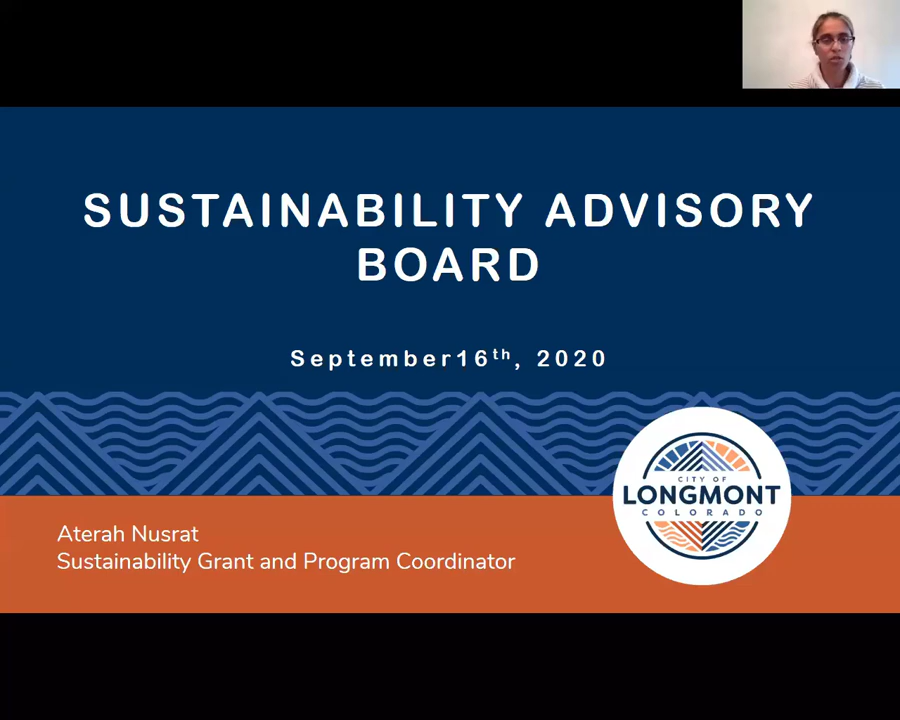 SUSTAINABILITY ADVISORY
BOARD
September16th, 2020
CITY OF
LONGMONT
COLORADO
Aterah Nusrat
Sustainability Grant and Program Coordinator